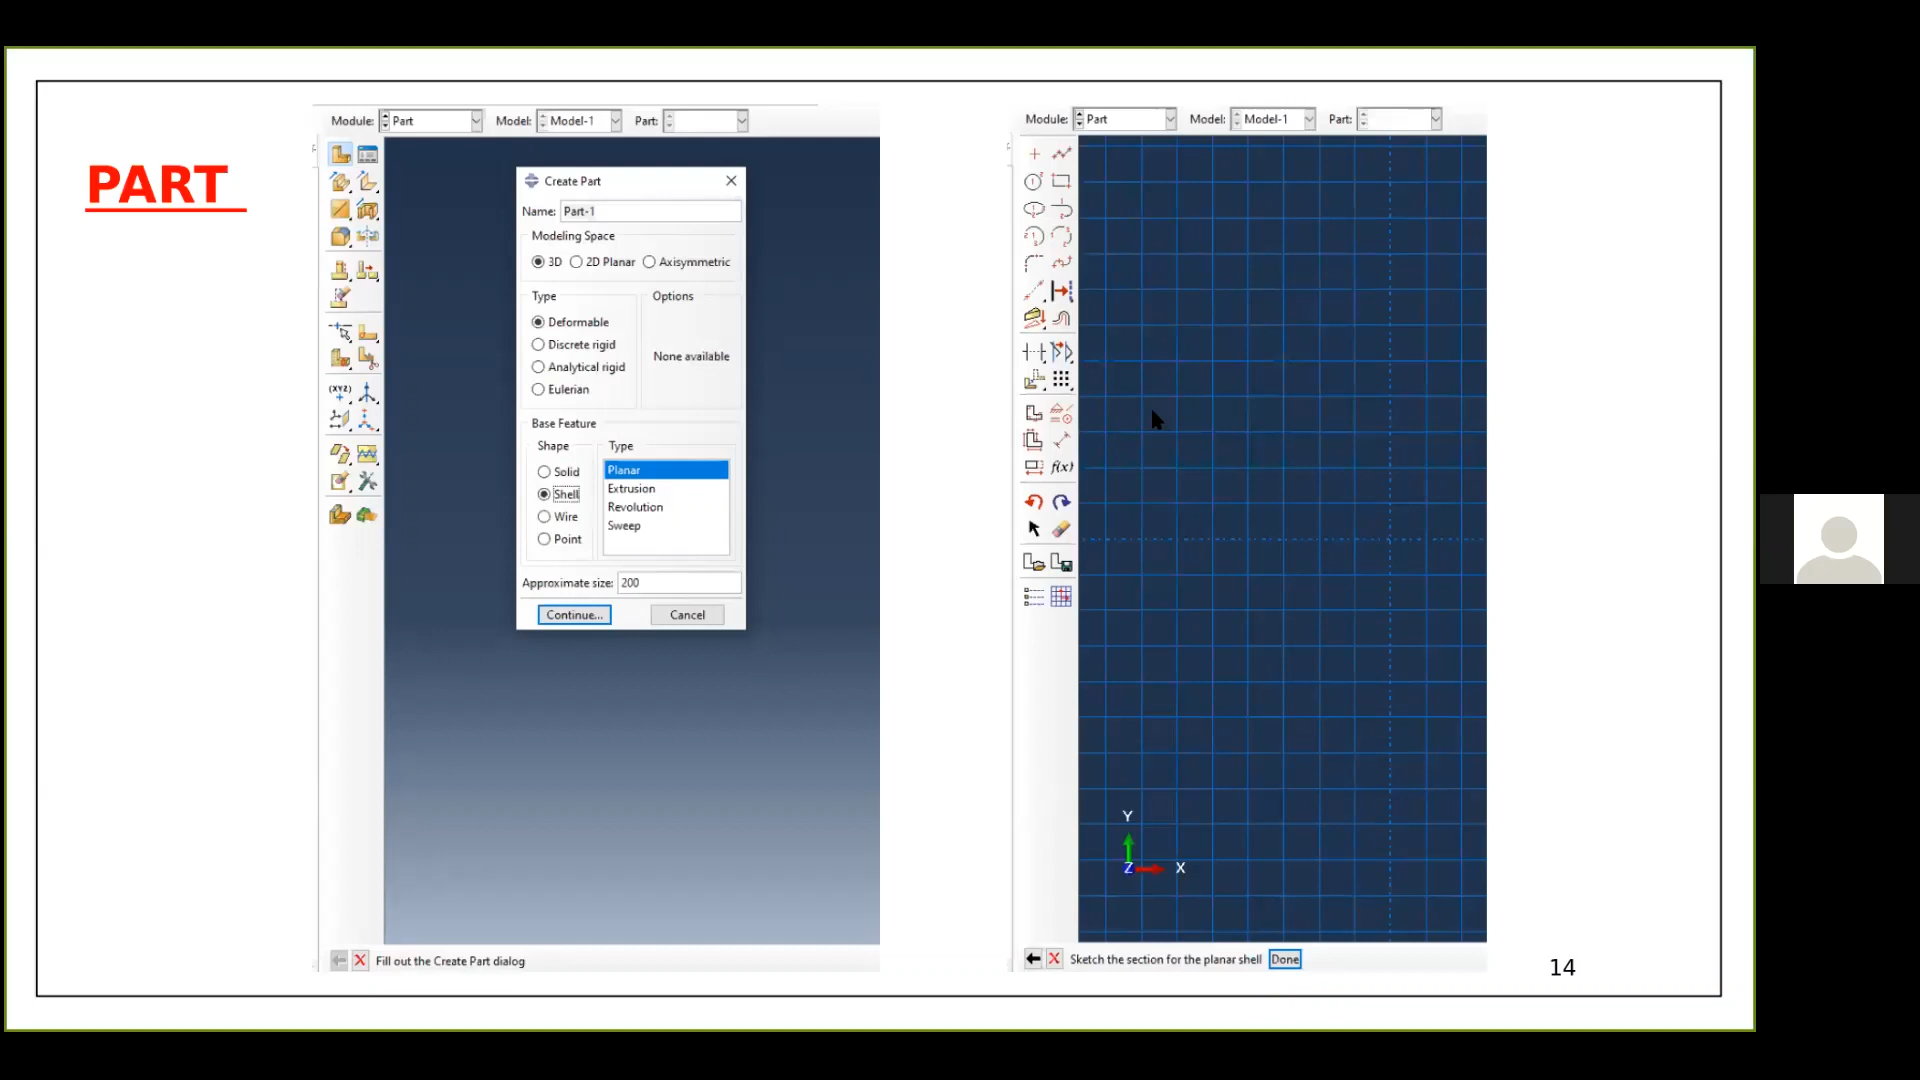 PART
Module: Part Model: Model-1 Part:
Create Part
Name: Part-1
Modeling Space
3D 2D Planar Axisymmetric
Type Options
Deformable
Discrete rigid
None available
Analytical rigid
Eulerian
Base Feature
Shape Type
Solid Planar
Shell Extrusion
Wire Revolution
Point Sweep
Approximate size: 200
Continue... Cancel
(XYZ)
Fill out the Create Part dialog
Module: Part Model: Model-1 Part:
f(x)
Y
Z X
Sketch the section for the planar shell Done
14